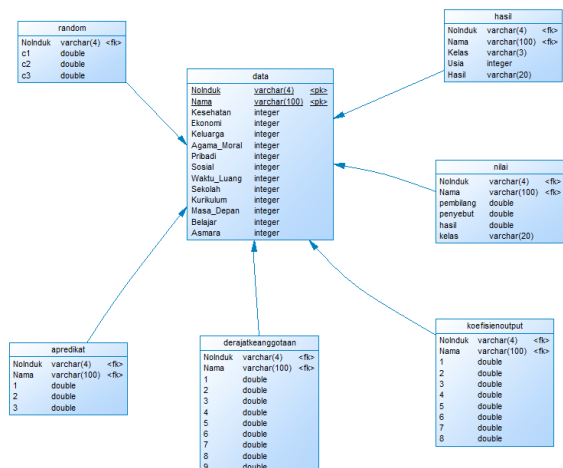 random
NoInduk varchar(4) <fk>
c1 double
c2 double
c3 double
hasil
NoInduk varchar(4) <fk>
Nama varchar(100) <fk>
Kelas varchar(3)
Usia integer
Hasil varchar(20)
data
NoInduk varchar(4) <pk>
Nama varchar(100) <pk>
Kesehatan integer
Ekonomi integer
Keluarga integer
Agama_Moral integer
Pribadi integer
Sosial integer
Waktu_Luang integer
Sekolah integer
Kurikulum integer
Masa_Depan integer
Belajar integer
Asmara integer
nilai
NoInduk varchar(4) <fk>
Nama varchar(100) <fk>
pembilang double
penyebut double
hasil double
kelas varchar(20)
apredikat
NoInduk varchar(4) <fk>
Nama varchar(100) <fk>
1 double
2 double
3 double
derajatkeanggotaan
NoInduk varchar(4) <fk>
Nama varchar(100) <fk>
1 double
2 double
3 double
4 double
5 double
6 double
7 double
8 double
9 double
koefisienoutput
NoInduk varchar(4) <fk>
Nama varchar(100) <fk>
1 double
2 double
3 double
4 double
5 double
6 double
7 double
8 double